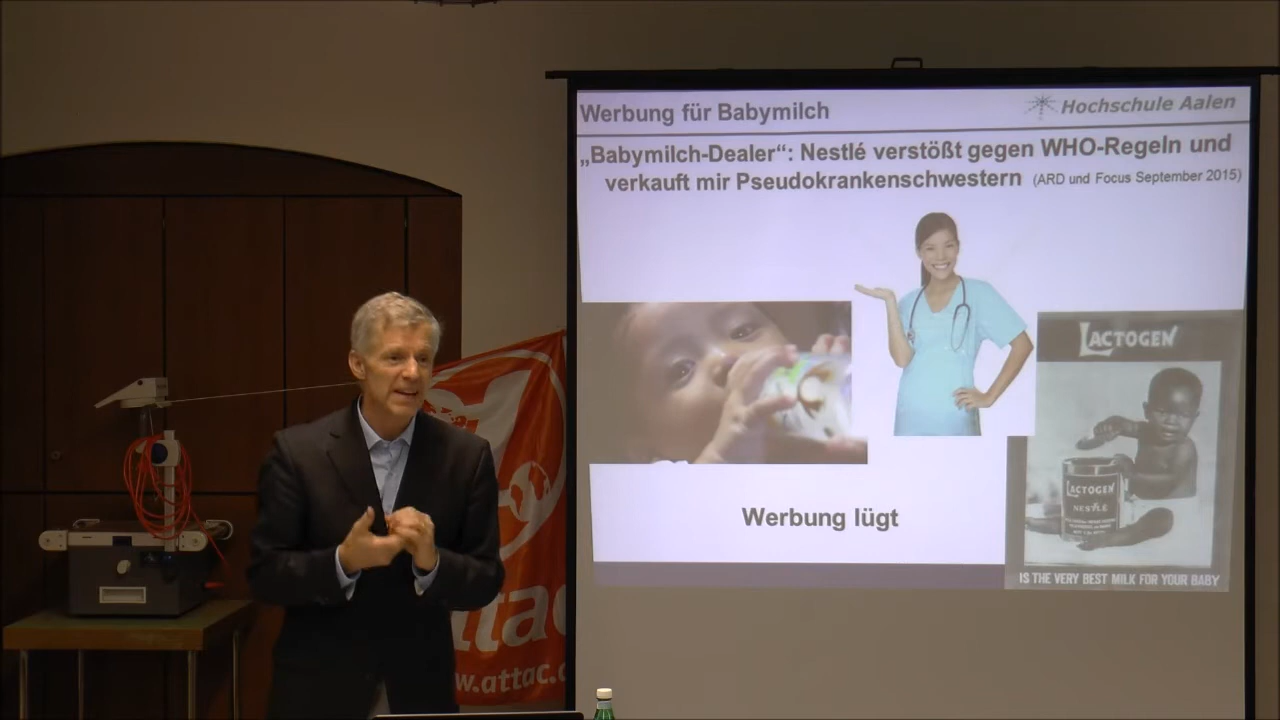 Werbung für Babymilch
Hochschule Aalen
„Babymilch-Dealer“: Nestlé verstößt gegen WHO-Regeln und
verkauft mir Pseudokrankenschwestern (ARD und Focus September 2015)
LACTOGEN
LACTOGEN
NESTLÉ
IS THE VERY BEST MILK FOR YOUR BABY
Werbung lügt
attac
www.attac.d